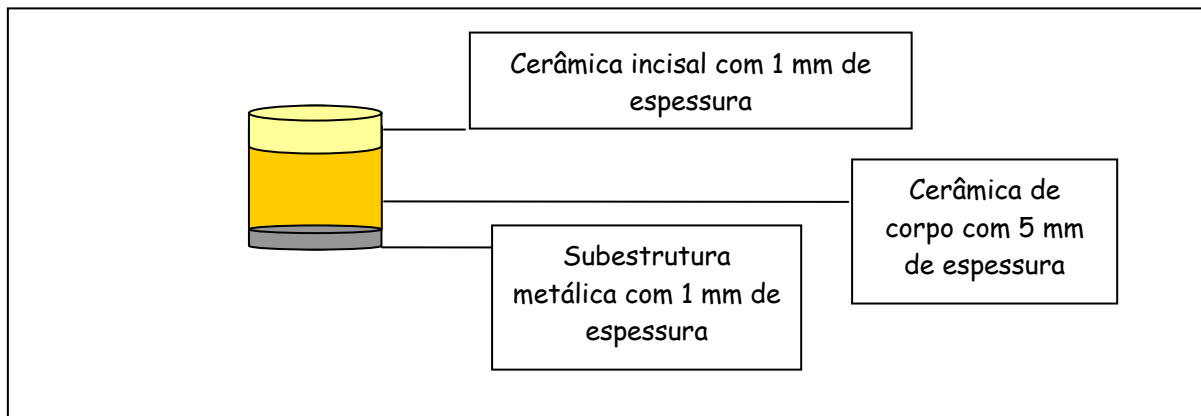 Cerâmica incisal com 1 mm de
espessura
Cerâmica de
corpo com 5 mm
de espessura
Subestrutura
metálica com 1 mm de
espessura